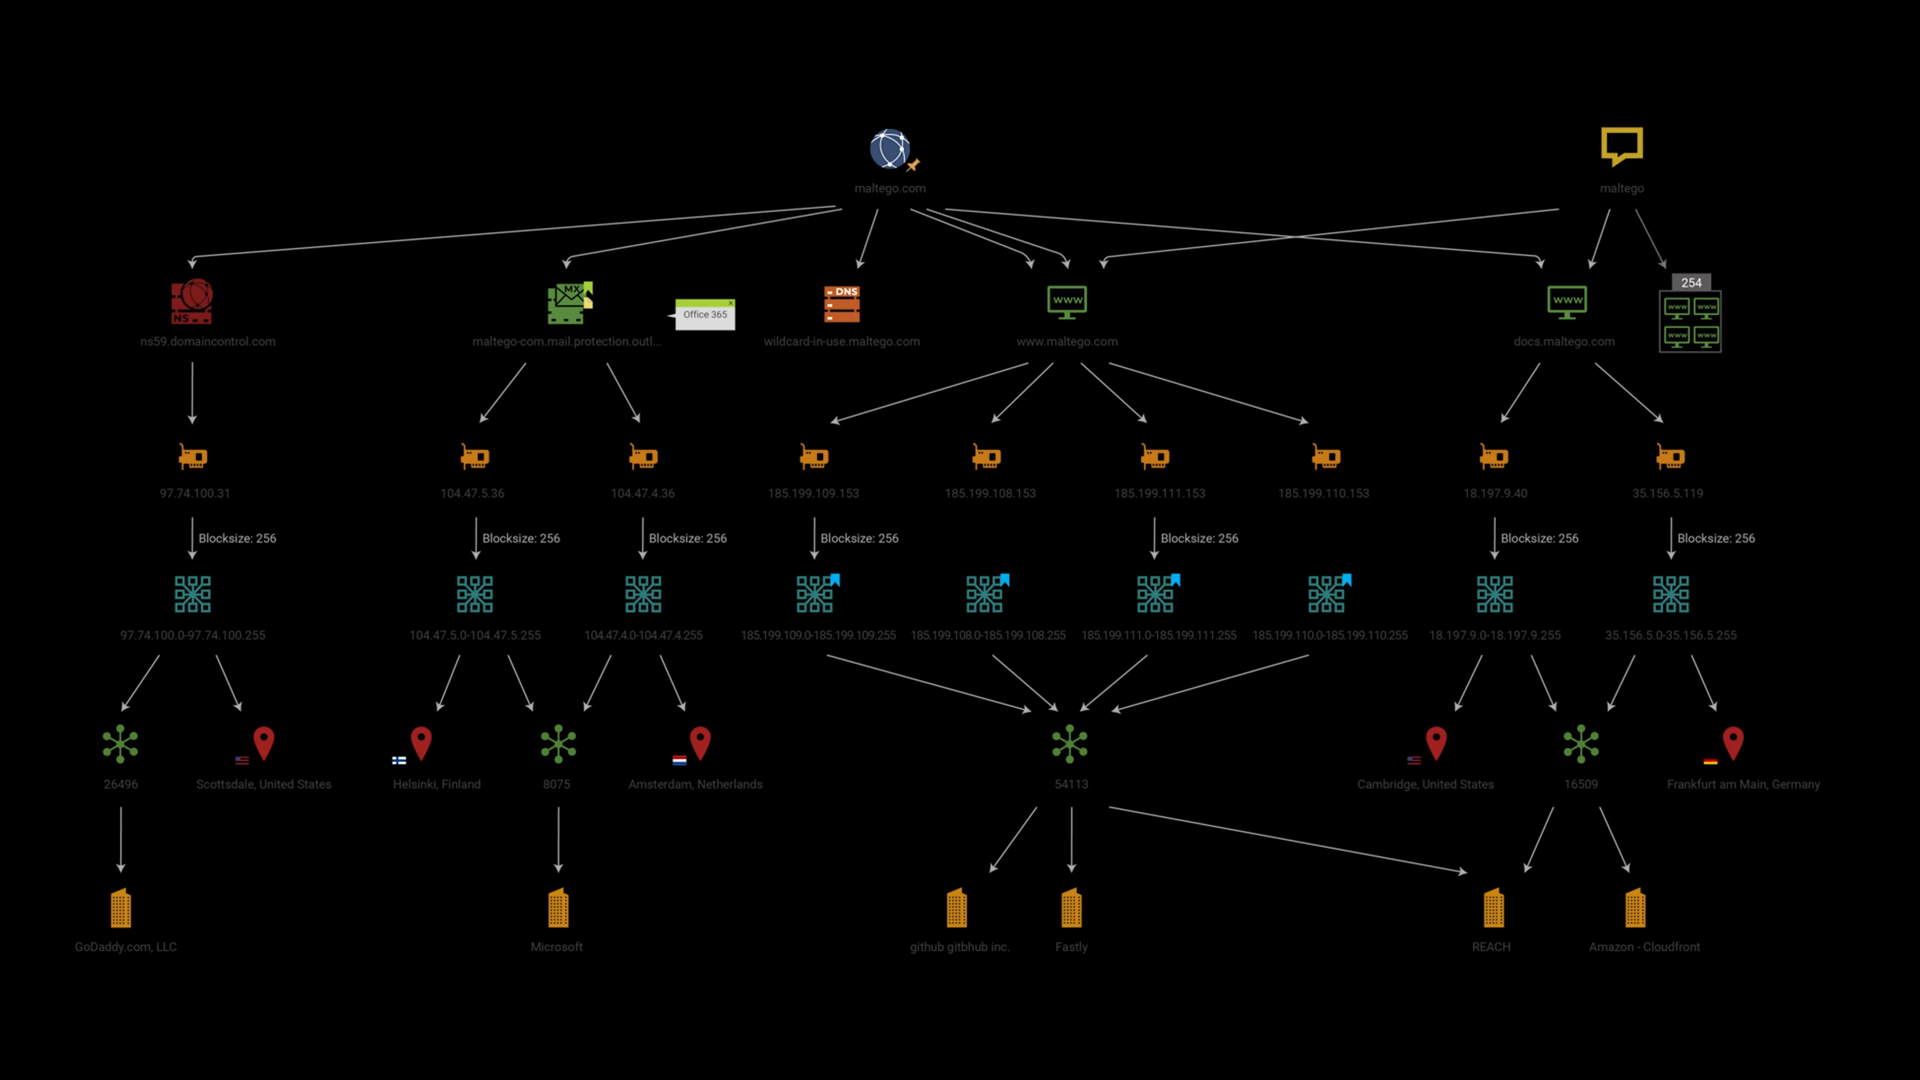 maltego.com
maltego
NS
MX
Office 365
DNS
www
www
254
www
www
www
www
ns59.domaincontrol.com
maltego-com.mail.protection.outl...
wildcard-in-use.maltego.com
www.maltego.com
docs.maltego.com
97.74.100.31
104.47.5.36
104.47.4.36
185.199.109.153
185.199.108.153
185.199.111.153
185.199.110.153
18.197.9.40
35.156.5.119
Blocksize: 256
Blocksize: 256
Blocksize: 256
Blocksize: 256
Blocksize: 256
Blocksize: 256
Blocksize: 256
97.74.100.0-97.74.100.255
104.47.5.0-104.47.5.255
104.47.4.0-104.47.4.255
185.199.109.0-185.199.109.255
185.199.108.0-185.199.108.255
185.199.111.0-185.199.111.255
185.199.110.0-185.199.110.255
18.197.9.0-18.197.9.255
35.156.5.0-35.156.5.255
26496
Scottsdale, United States
Helsinki, Finland
8075
Amsterdam, Netherlands
54113
Cambridge, United States
16509
Frankfurt am Main, Germany
GoDaddy.com, LLC
Microsoft
github gitbhub inc.
Fastly
REACH
Amazon - Cloudfront